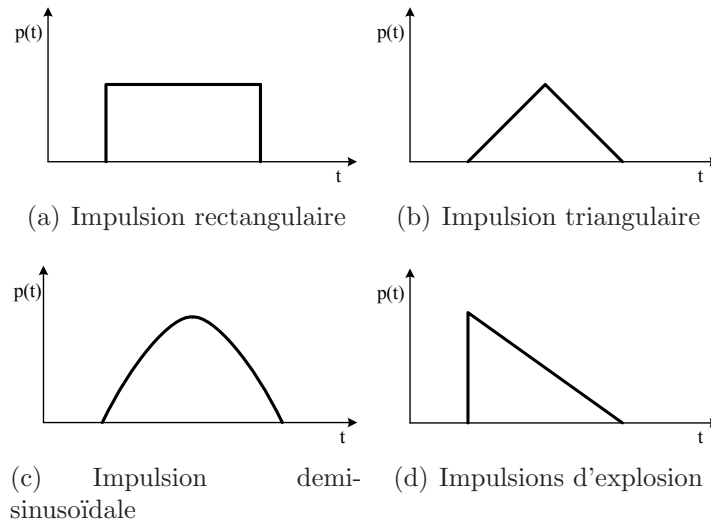 p(t)
t
(a) Impulsion rectangulaire
p(t)
t
(b) Impulsion triangulaire
p(t)
t
(c) Impulsion demi-
sinusoïdale
p(t)
t
(d) Impulsions d'explosion